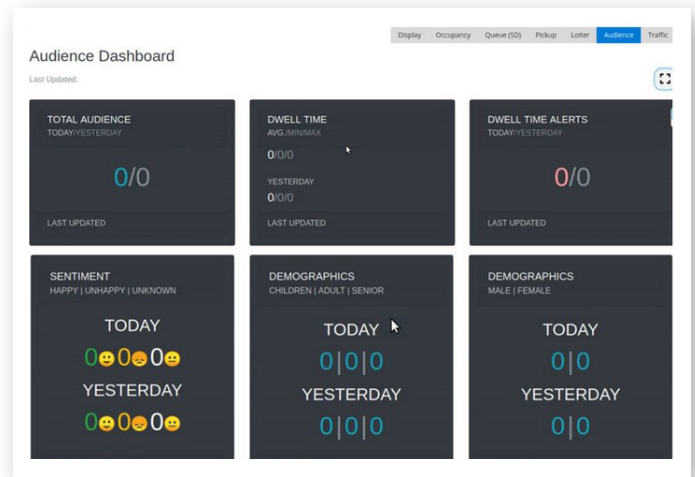 Display Occupancy Queue (SD) Pickup Loiter Audience Traffic
Audience Dashboard
Last Updated:
TOTAL AUDIENCE
TODAY/YESTERDAY
0/0
LAST UPDATED
DWELL TIME
AVG./MIN/MAX
0/0/0
YESTERDAY
0/0/0
LAST UPDATED
DWELL TIME ALERTS
TODAY/YESTERDAY
0/0
LAST UPDATED
SENTIMENT
HAPPY | UNHAPPY | UNKNOWN
TODAY
0🙂0😞0😐
YESTERDAY
0🙂0😞0😐
DEMOGRAPHICS
CHILDREN | ADULT | SENIOR
TODAY
0|0|0
YESTERDAY
0|0|0
DEMOGRAPHICS
MALE | FEMALE
TODAY
0|0
YESTERDAY
0|0